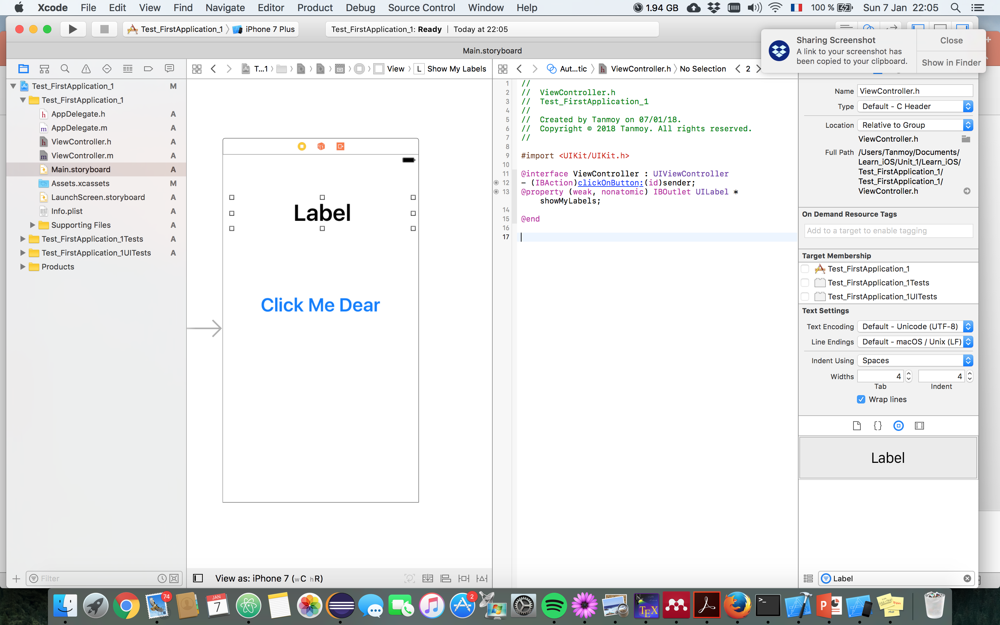 Xcode File Edit View Find Navigate Editor Product Debug Source Control Window Help 1.94 GB 100 % Sun 7 Jan 22:05
Test_FirstApplication_1 iPhone 7 Plus
Test_FirstApplication_1: Ready | Today at 22:05
Main.storyboard
Sharing Screenshot
A link to your screenshot has
been copied to your clipboard.
Close
Show in Finder
Test_FirstApplication_1 M
Test_FirstApplication_1
AppDelegate.h A
AppDelegate.m A
ViewController.h A
ViewController.m A
Main.storyboard A
Assets.xcassets M
LaunchScreen.storyboard A
Info.plist A
Supporting Files A
Test_FirstApplication_1Tests A
Test_FirstApplication_1UITests A
Products
Filter
T...1 View L Show My Labels
Label
Click Me Dear
View as: iPhone 7 (wC hR)
Aut...tic ViewController.h No Selection 2
1 //
2 //  ViewController.h
3 //  Test_FirstApplication_1
4 //
5 //  Created by Tanmoy on 07/01/18.
6 //  Copyright © 2018 Tanmoy. All rights reserved.
7 //
8
9 #import <UIKit/UIKit.h>
10
11 @interface ViewController : UIViewController
12 - (IBAction)clickOnButton:(id)sender;
13 @property (weak, nonatomic) IBOutlet UILabel *
showMyLabels;
14
15 @end
16
17
Name ViewController.h
Type Default - C Header
Location Relative to Group
ViewController.h
Full Path /Users/Tanmoy/Documents/
Learn_iOS/Unit_1/Learn_iOS/
Test_FirstApplication_1/
Test_FirstApplication_1/
ViewController.h
On Demand Resource Tags
Add to a target to enable tagging
Target Membership
Test_FirstApplication_1
Test_FirstApplication_1Tests
Test_FirstApplication_1UITests
Text Settings
Text Encoding Default - Unicode (UTF-8)
Line Endings Default - macOS / Unix (LF)
Indent Using Spaces
Widths 4 4
Tab Indent
Wrap lines
Label
Label
74
JAN
7
2
TEX
P